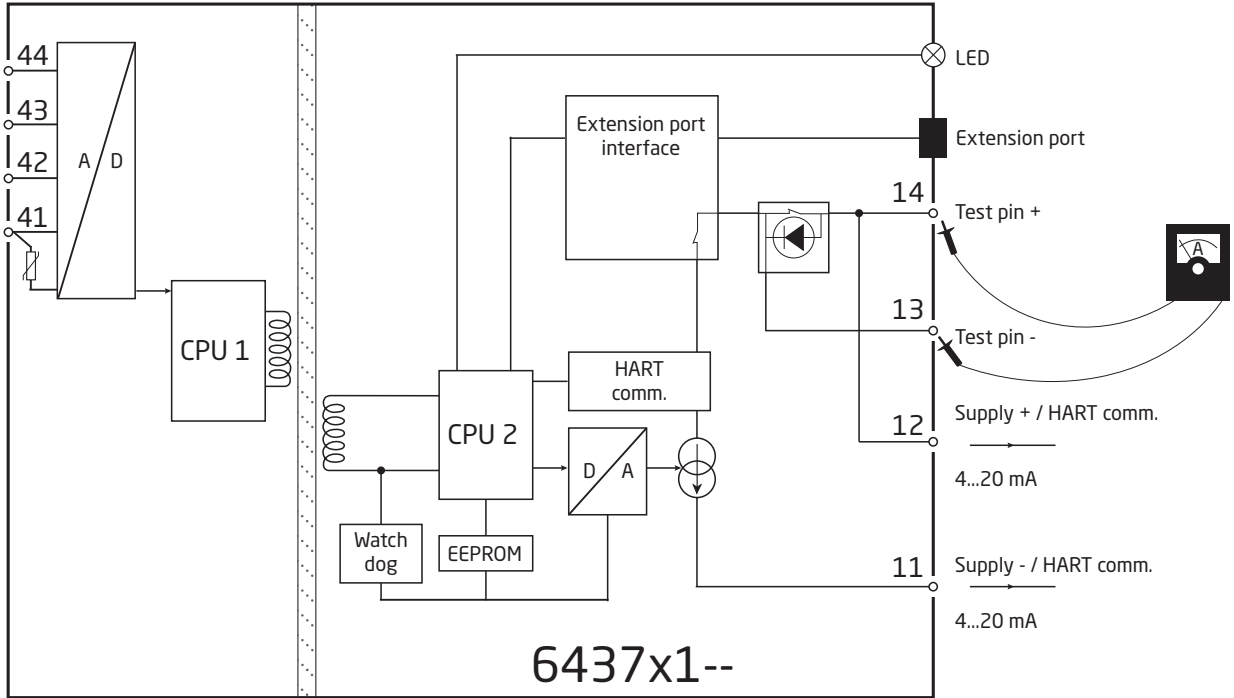 44
43
42
41
A / D
CPU 1
CPU 2
Watch
dog
EEPROM
D / A
HART
comm.
Extension port
interface
LED
Extension port
14
Test pin +
A
13
Test pin -
12
Supply + / HART comm.
4...20 mA
11
Supply - / HART comm.
4...20 mA
6437x1--